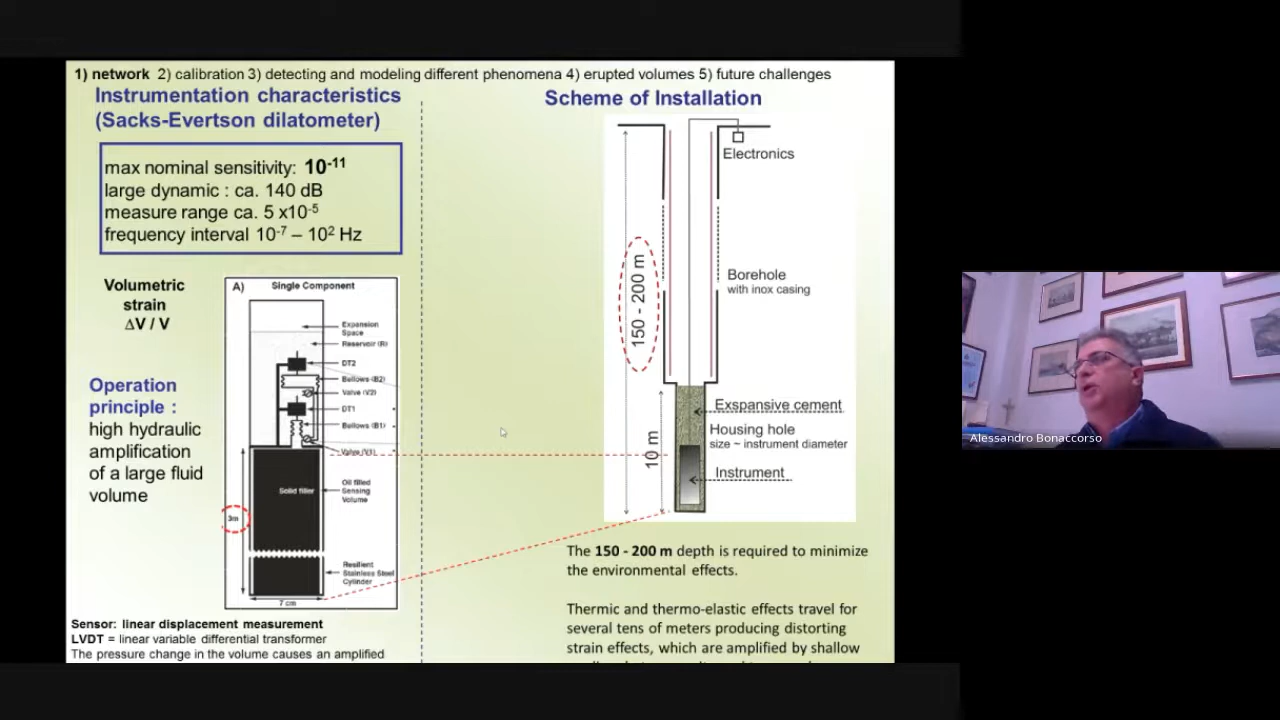 1) network 2) calibration 3) detecting and modeling different phenomena 4) erupted volumes 5) future challenges
Instrumentation characteristics
(Sacks-Evertson dilatometer)
max nominal sensitivity: 10-11
large dynamic : ca. 140 dB
measure range ca. 5 x10-5
frequency interval 10-7 – 102 Hz
Volumetric
strain
ΔV / V
Operation
principle :
high hydraulic
amplification
of a large fluid
volume
A) Single Component
Expansion
Space
Reservoir (R)
DT2
Bellows (B2)
Valve (V2)
DT1
Bellows (B1)
Valve (V1)
Solid filler
Oil filled
Sensing
Volume
3m
Resilient
Stainless Steel
Cylinder
7 cm
Sensor: linear displacement measurement
LVDT = linear variable differential transformer
The pressure change in the volume causes an amplified
Scheme of Installation
Electronics
150 - 200 m
Borehole
with inox casing
Exspansive cement
Housing hole
size ~ instrument diameter
10 m
Instrument
The 150 - 200 m depth is required to minimize
the environmental effects.
Thermic and thermo-elastic effects travel for
several tens of meters producing distorting
strain effects, which are amplified by shallow
Alessandro Bonaccorso